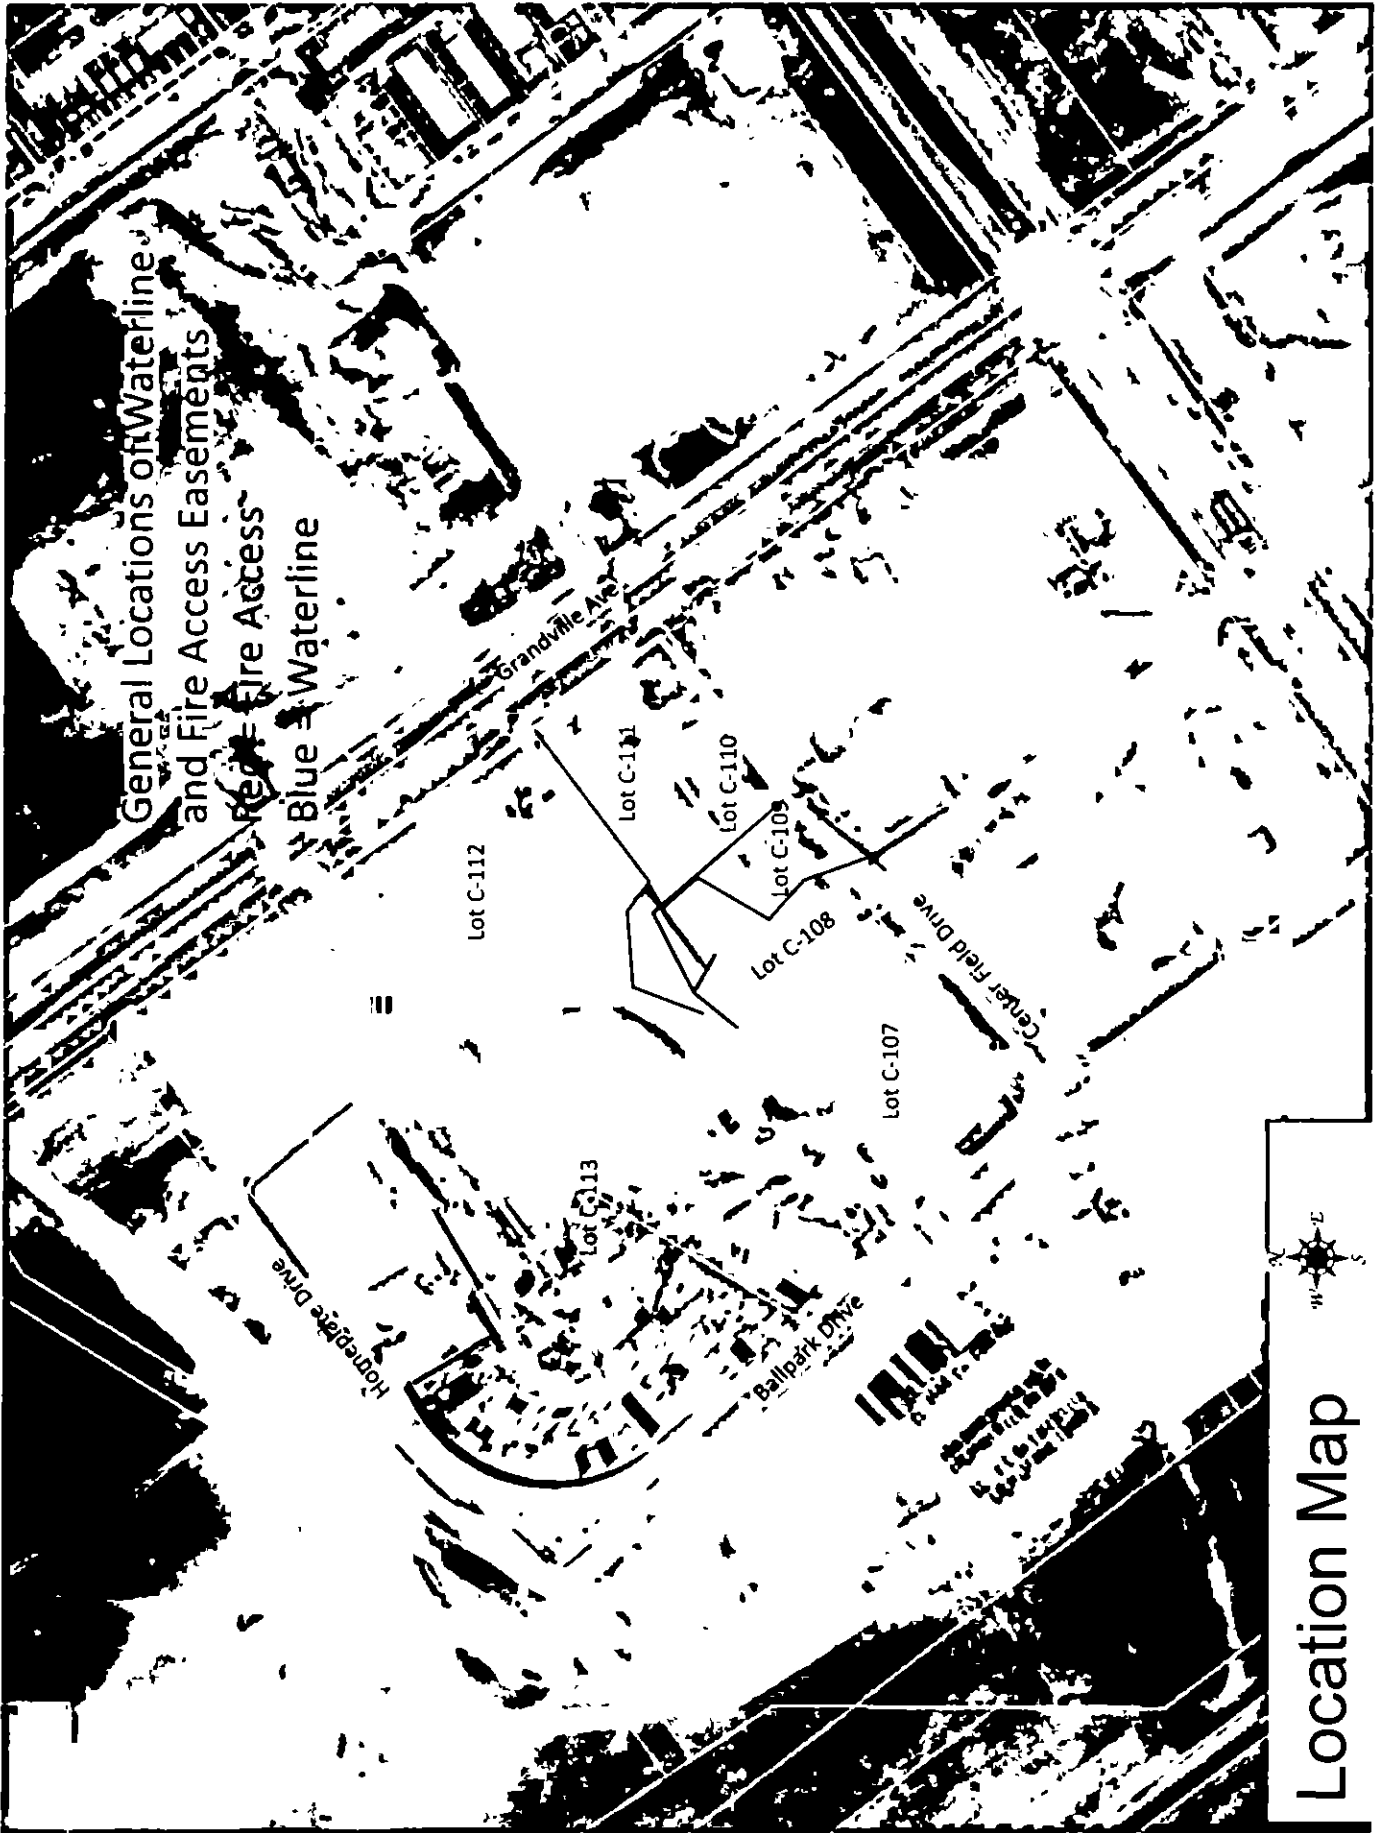 General Locations of Waterline
and Fire Access Easements
Red = Fire Access
Blue = Waterline
Grandville Ave
Lot C-112
Lot C-111
Lot C-110
Lot C-109
Lot C-108
Lot C-107
Lot C-113
Center Field Drive
Homeplate Drive
Ballpark Drive
N
E
S
W
Location Map